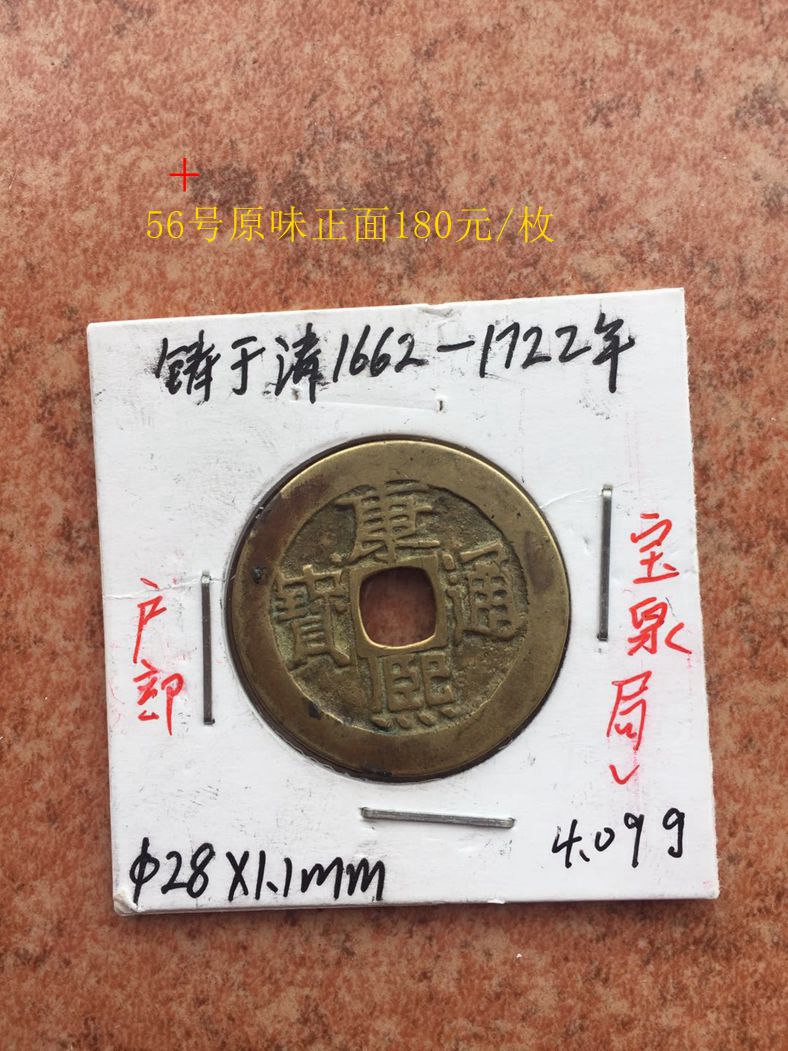 56号原味正面180元/枚
铸于清1662-1722年
康熙通寳
户部
宝泉局
Φ28X1.1mm
4.09g